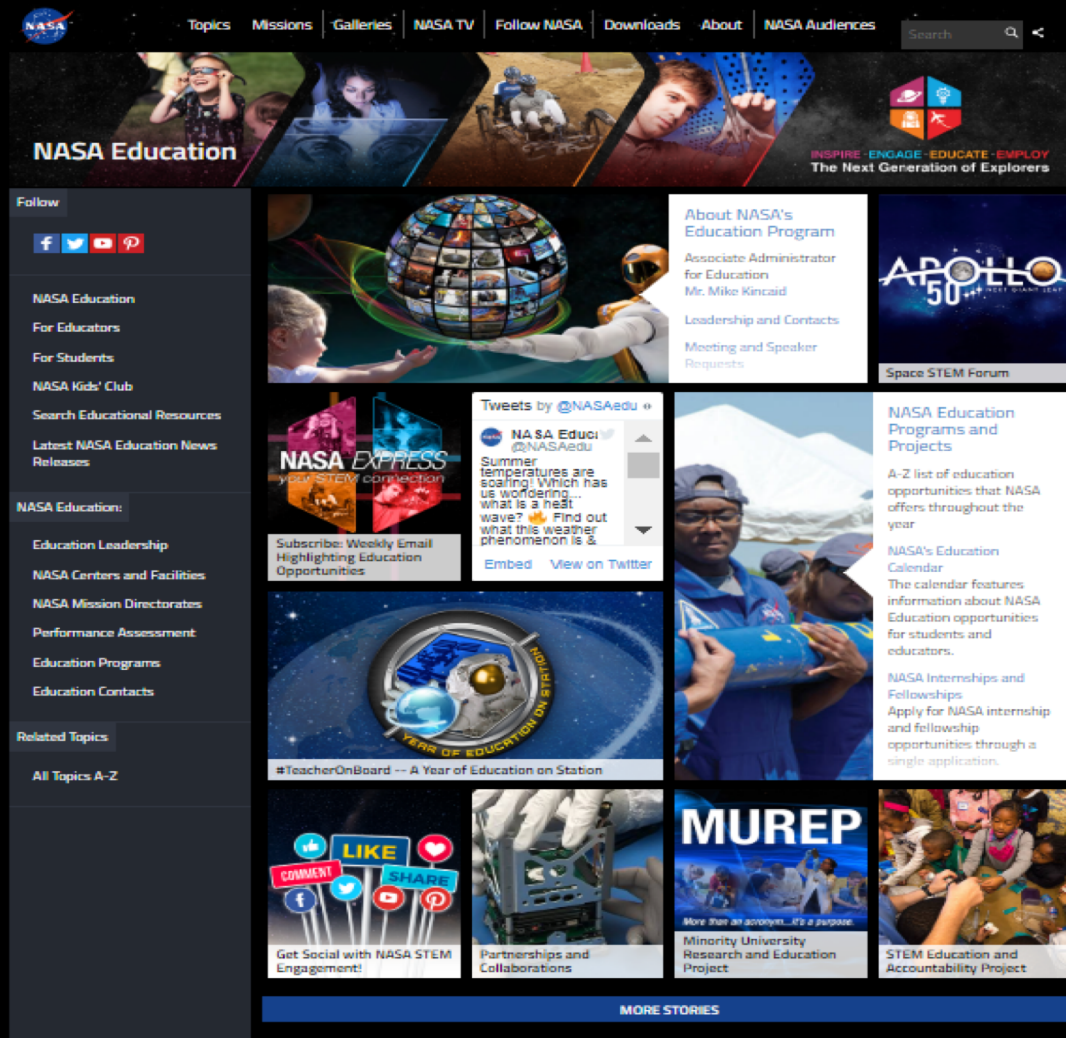 NASA
Topics
Missions
Galleries
NASA TV
Follow NASA
Downloads
About
NASA Audiences
Search
NASA Education
INSPIRE - ENGAGE - EDUCATE - EMPLOY
The Next Generation of Explorers
Follow
NASA Education
For Educators
For Students
NASA Kids' Club
Search Educational Resources
Latest NASA Education News
Releases
NASA Education:
Education Leadership
NASA Centers and Facilities
NASA Mission Directorates
Performance Assessment
Education Programs
Education Contacts
Related Topics
All Topics A-Z
About NASA's
Education Program
Associate Administrator
for Education
Mr. Mike Kincaid
Leadership and Contacts
Meeting and Speaker
Requests
APOLLO
50
NEXT GIANT LEAP
Space STEM Forum
NASA EXPRESS
your STEM connection
Subscribe: Weekly Email
Highlighting Education
Opportunities
Tweets by @NASAedu
NASA Educ
@NASAedu
Summer
temperatures are
soaring! Which has
us wondering...
what is a heat
wave? 🔥 Find out
what this weather
phenomenon is &
Embed
View on Twitter
NASA Education
Programs and
Projects
A-Z list of education
opportunities that NASA
offers throughout the
year
NASA's Education
Calendar
The calendar features
information about NASA
Education opportunities
for students and
educators.
NASA Internships and
Fellowships
Apply for NASA internship
and fellowship
opportunities through a
single application.
YEAR OF EDUCATION ON STATION
#TeacherOnBoard -- A Year of Education on Station
LIKE
COMMENT
SHARE
Get Social with NASA STEM
Engagement!
Partnerships and
Collaborations
MUREP
More than an acronym...it's a purpose.
Minority University
Research and Education
Project
STEM Education and
Accountability Project
MORE STORIES